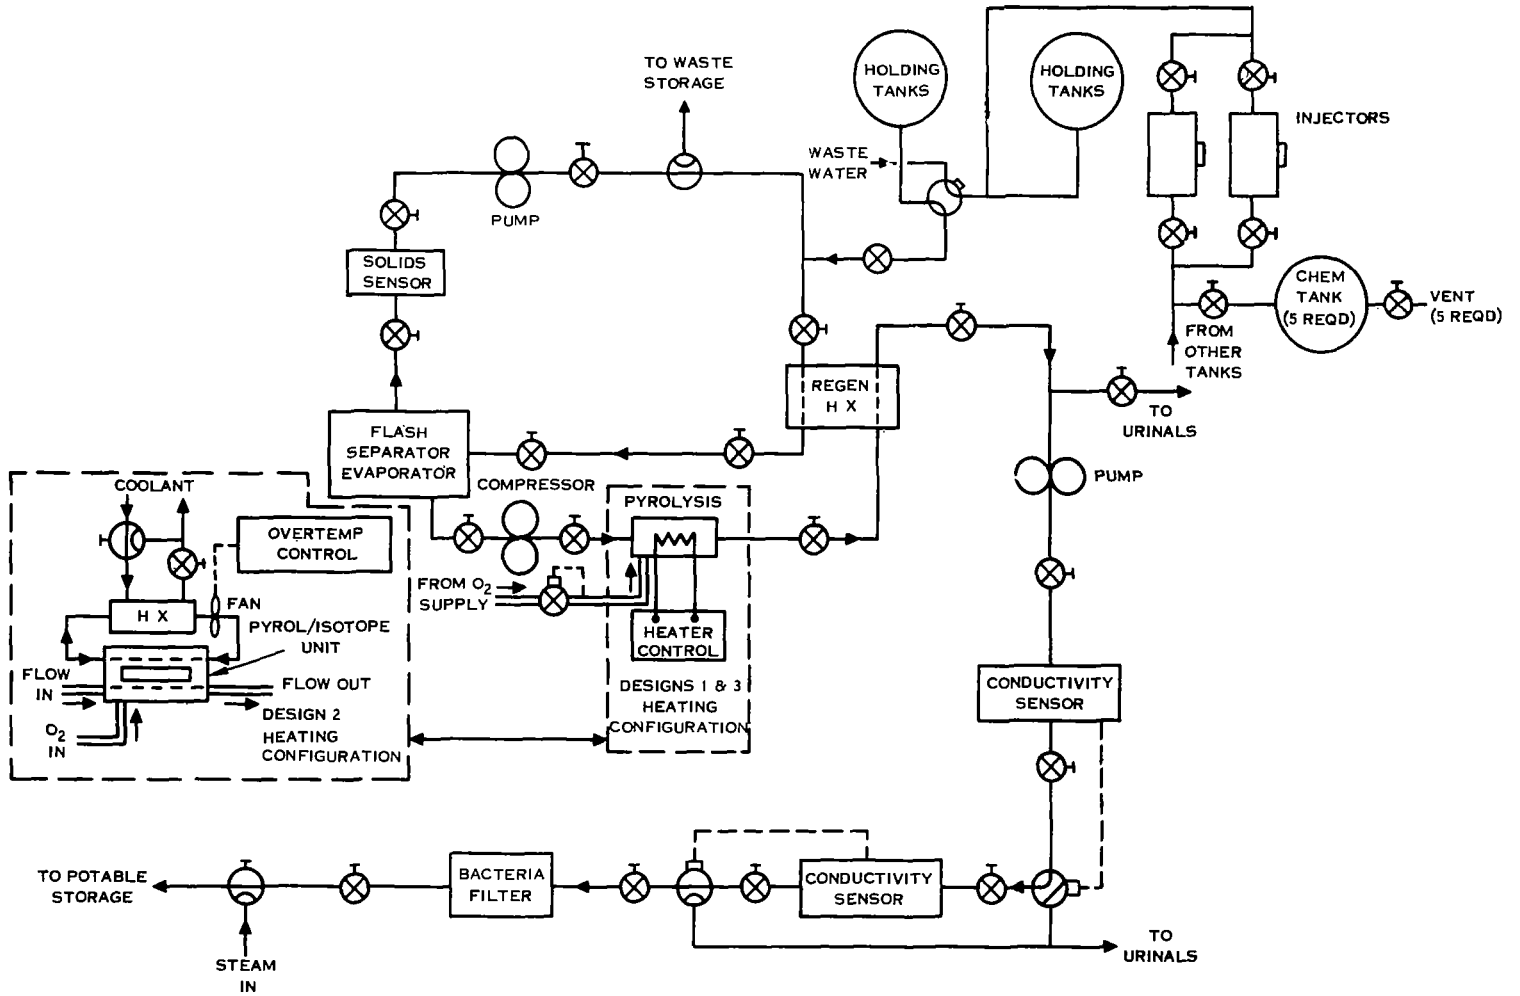 TO WASTE
STORAGE
HOLDING
TANKS
HOLDING
TANKS
INJECTORS
WASTE
WATER
PUMP
SOLIDS
SENSOR
CHEM
TANK
(5 REQD)
VENT
(5 REQD)
FROM
OTHER
TANKS
REGEN
H X
TO
URINALS
FLASH
SEPARATOR
EVAPORATOR
COMPRESSOR
PYROLYSIS
PUMP
COOLANT
OVERTEMP
CONTROL
FROM O2
SUPPLY
H X
FAN
PYROL/ISOTOPE
UNIT
HEATER
CONTROL
FLOW
IN
FLOW OUT
DESIGNS 1 & 3
HEATING
CONFIGURATION
CONDUCTIVITY
SENSOR
O2
IN
DESIGN 2
HEATING
CONFIGURATION
TO POTABLE
STORAGE
BACTERIA
FILTER
CONDUCTIVITY
SENSOR
TO
URINALS
STEAM
IN